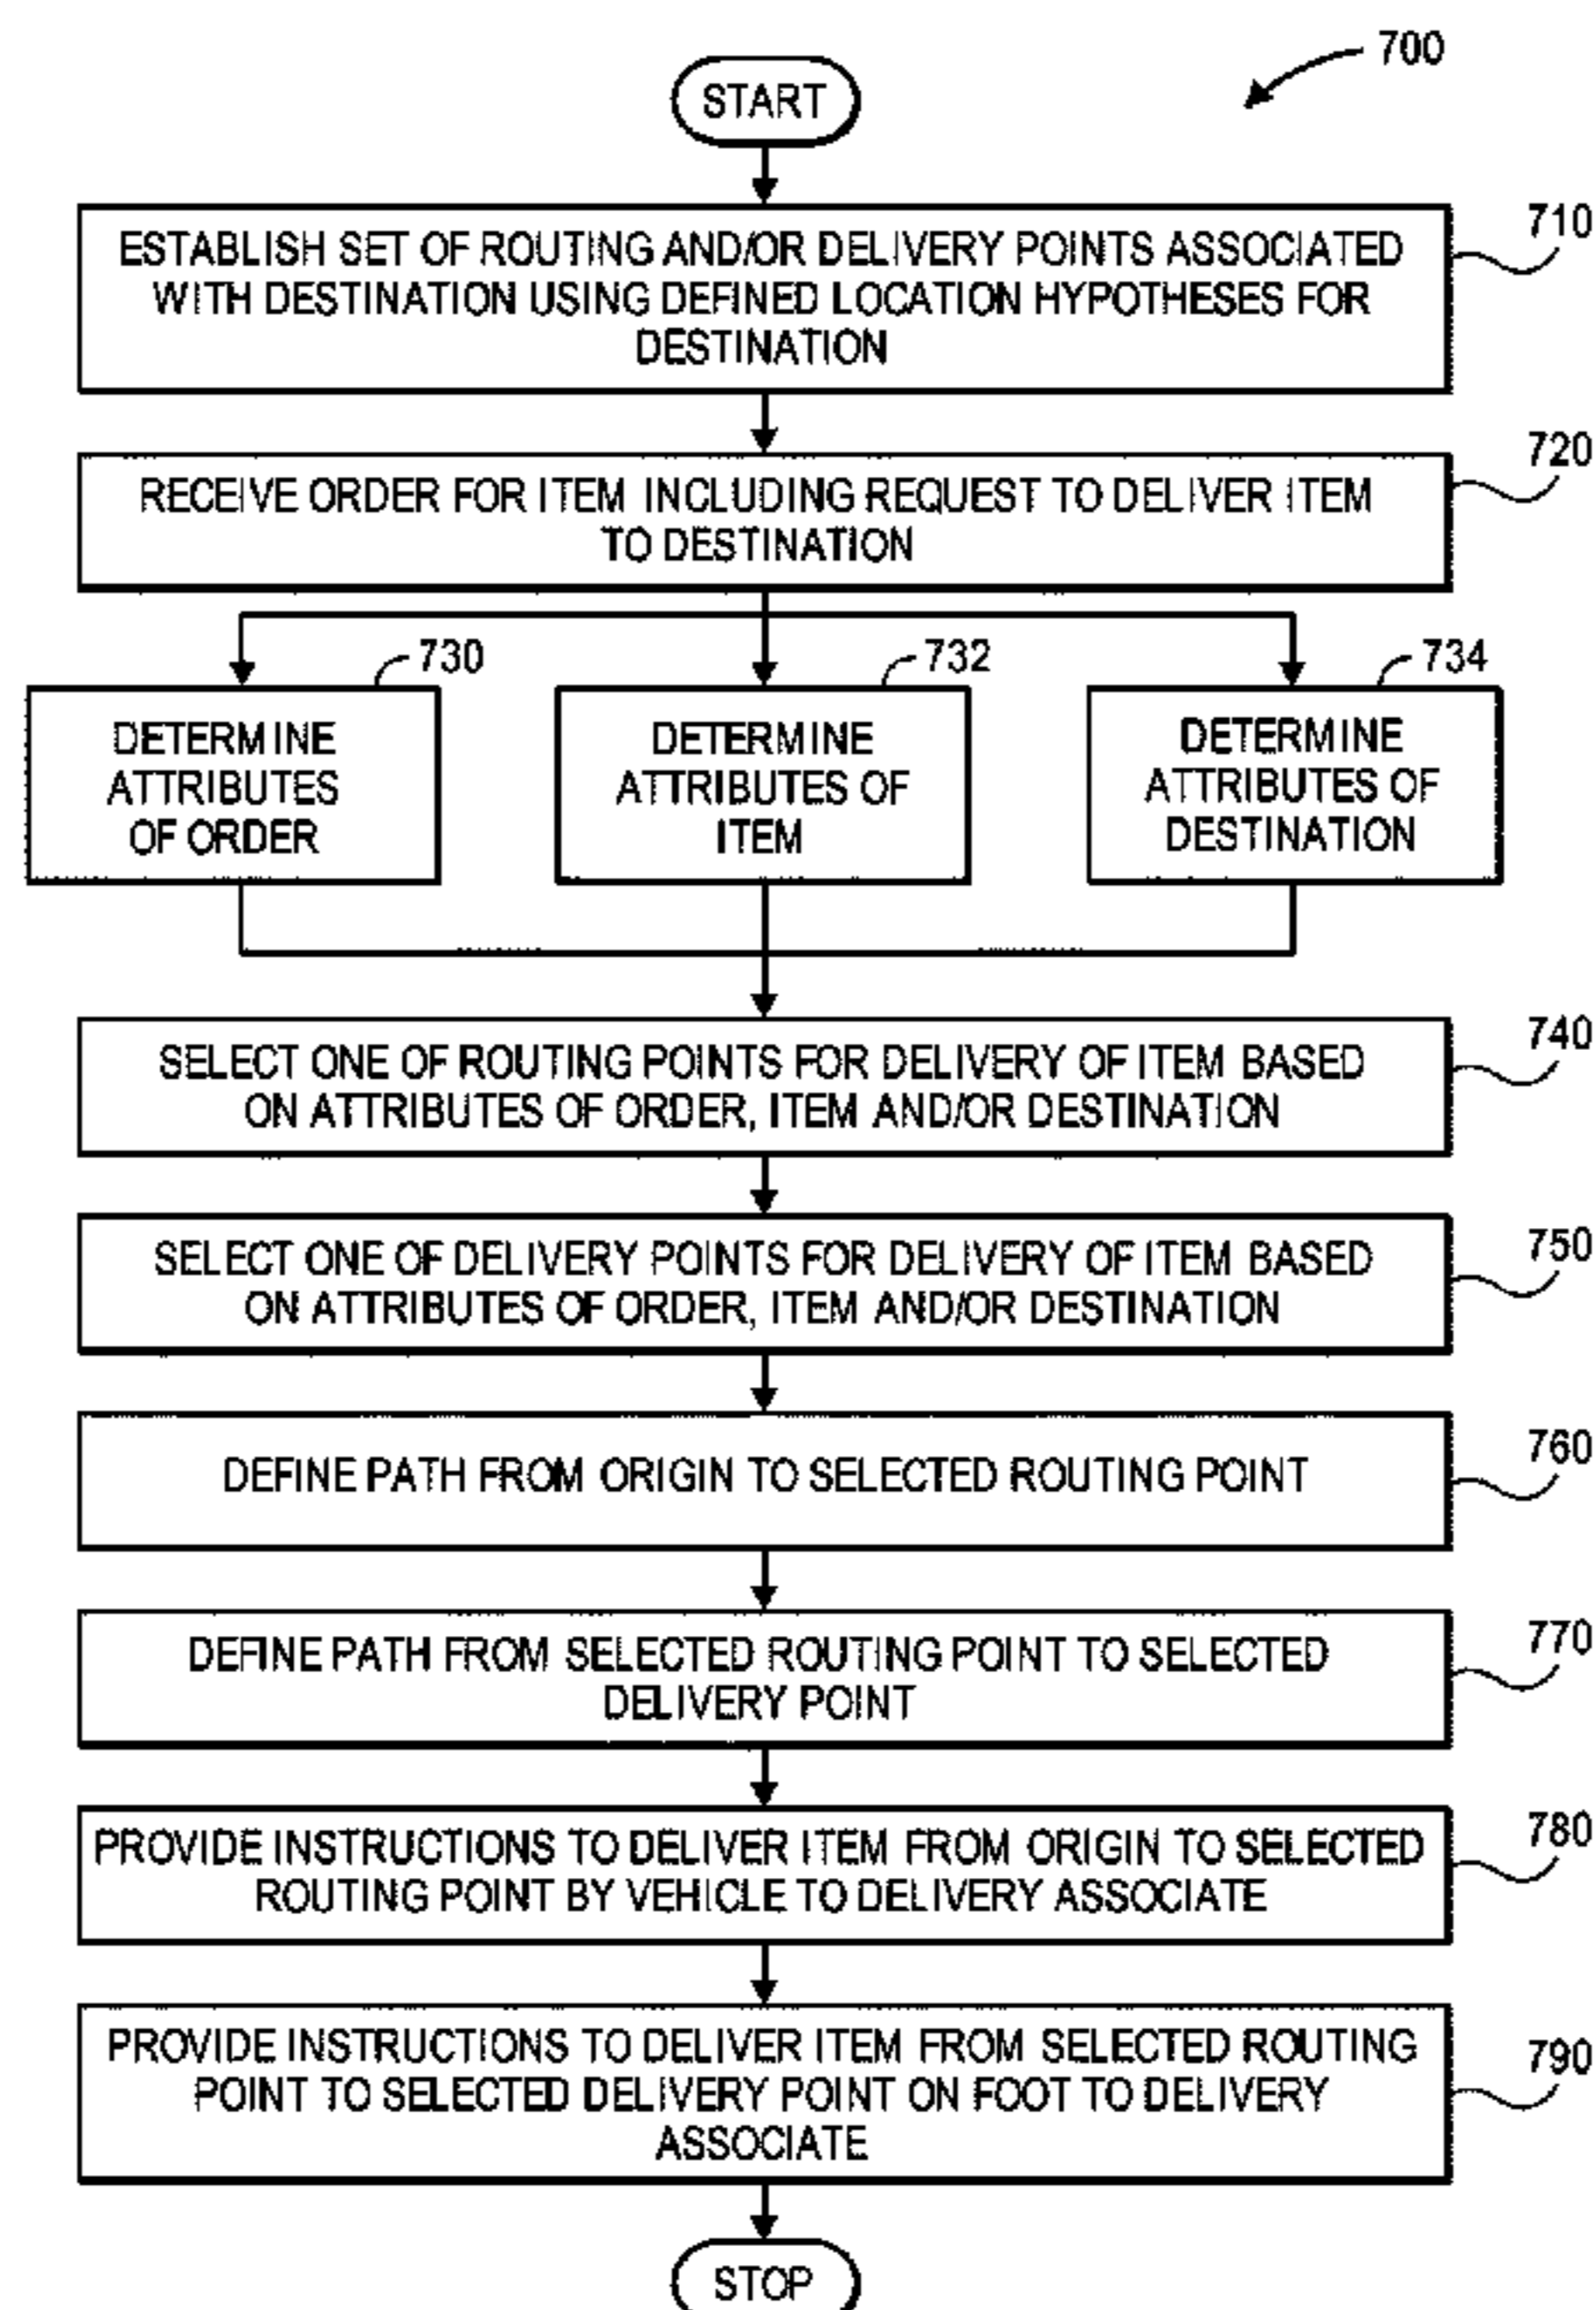 700
START
710
ESTABLISH SET OF ROUTING AND/OR DELIVERY POINTS ASSOCIATED
WITH DESTINATION USING DEFINED LOCATION HYPOTHESES FOR
DESTINATION
720
RECEIVE ORDER FOR ITEM INCLUDING REQUEST TO DELIVER ITEM
TO DESTINATION
730
DETERMINE
ATTRIBUTES
OF ORDER
732
DETERMINE
ATTRIBUTES OF
ITEM
734
DETERMINE
ATTRIBUTES OF
DESTINATION
740
SELECT ONE OF ROUTING POINTS FOR DELIVERY OF ITEM BASED
ON ATTRIBUTES OF ORDER, ITEM AND/OR DESTINATION
750
SELECT ONE OF DELIVERY POINTS FOR DELIVERY OF ITEM BASED
ON ATTRIBUTES OF ORDER, ITEM AND/OR DESTINATION
760
DEFINE PATH FROM ORIGIN TO SELECTED ROUTING POINT
770
DEFINE PATH FROM SELECTED ROUTING POINT TO SELECTED
DELIVERY POINT
780
PROVIDE INSTRUCTIONS TO DELIVER ITEM FROM ORIGIN TO SELECTED
ROUTING POINT BY VEHICLE TO DELIVERY ASSOCIATE
790
PROVIDE INSTRUCTIONS TO DELIVER ITEM FROM SELECTED ROUTING
POINT TO SELECTED DELIVERY POINT ON FOOT TO DELIVERY
ASSOCIATE
STOP